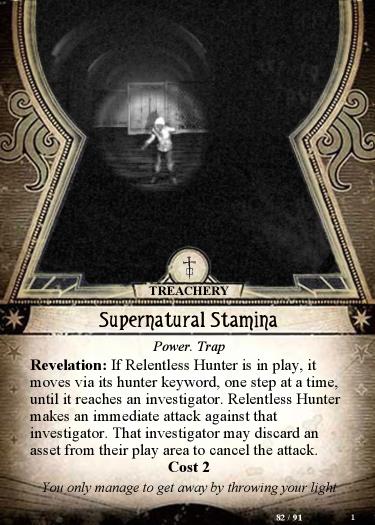 TREACHERY
Supernatural Stamina
Power. Trap
Revelation: If Relentless Hunter is in play, it
moves via its hunter keyword, one step at a time,
until it reaches an investigator. Relentless Hunter
makes an immediate attack against that
investigator. That investigator may discard an
asset from their play area to cancel the attack.
Cost 2
You only manage to get away by throwing your light
82 / 91 1